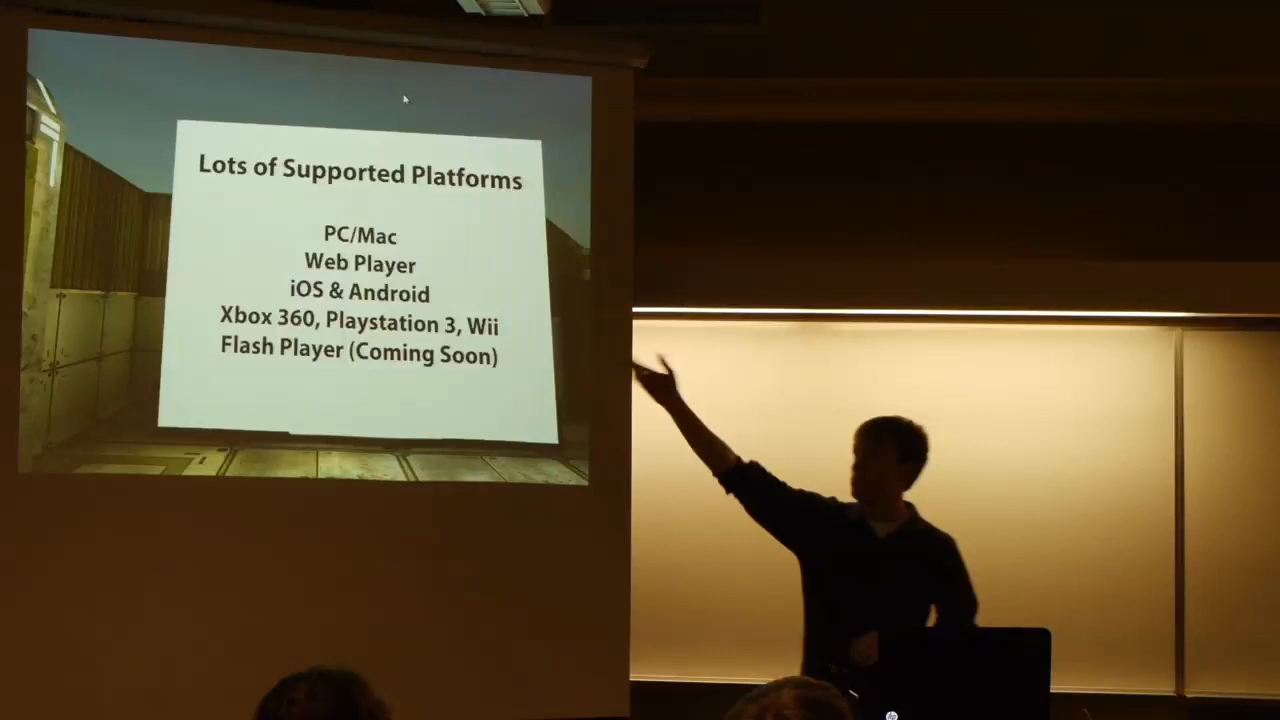 Lots of Supported Platforms
PC/Mac
Web Player
iOS & Android
Xbox 360, Playstation 3, Wii
Flash Player (Coming Soon)
hp